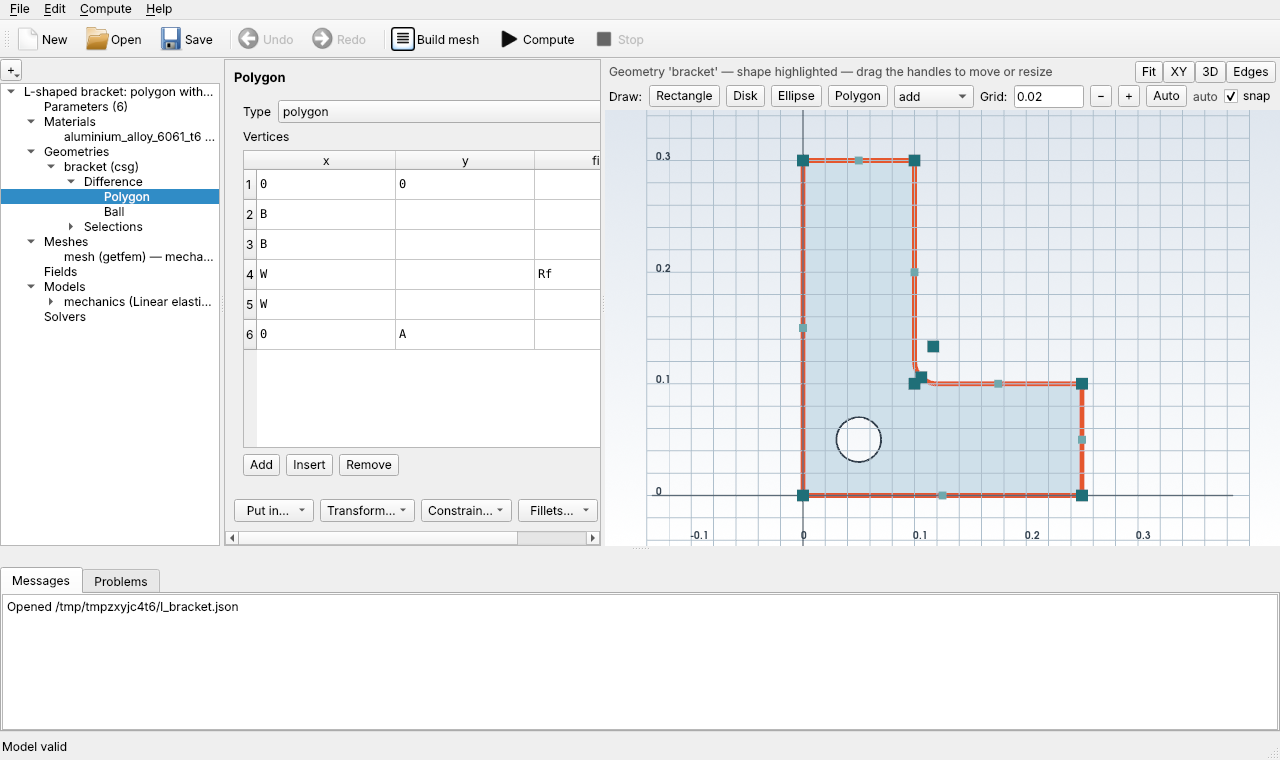 File Edit Compute Help
New Open Save Undo Redo Build mesh Compute Stop
+
L-shaped bracket: polygon with...
Parameters (6)
Materials
aluminium_alloy_6061_t6 ...
Geometries
bracket (csg)
Difference
Polygon
Ball
Selections
Meshes
mesh (getfem) — mecha...
Fields
Models
mechanics (Linear elasti...
Solvers
Polygon
Type polygon
Vertices
x y fi
1 0 0
2 B
3 B
4 W Rf
5 W
6 0 A
Add Insert Remove
Put in... Transform... Constrain... Fillets...
Geometry 'bracket' — shape highlighted — drag the handles to move or resize
Fit XY 3D Edges
Draw: Rectangle Disk Ellipse Polygon add Grid: 0.02 − + Auto auto snap
0.3
0.2
0.1
0
-0.1 0 0.1 0.2 0.3
Messages Problems
Opened /tmp/tmpzxyjc4t6/l_bracket.json
Model valid